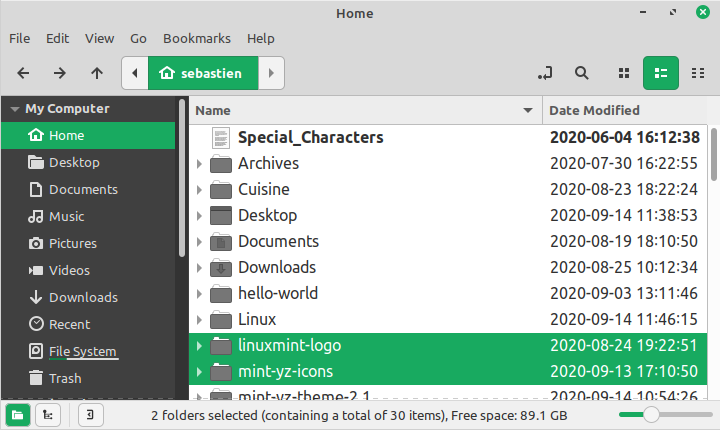 Home
File Edit View Go Bookmarks Help
sebastien
My Computer
Home
Desktop
Documents
Music
Pictures
Videos
Downloads
Recent
File System
Trash
Name Date Modified
Special_Characters 2020-06-04 16:12:38
Archives 2020-07-30 16:22:55
Cuisine 2020-08-23 18:22:24
Desktop 2020-09-14 11:38:53
Documents 2020-08-19 18:10:50
Downloads 2020-08-25 10:12:34
hello-world 2020-09-03 13:11:46
Linux 2020-09-14 11:46:15
linuxmint-logo 2020-08-24 19:22:51
mint-yz-icons 2020-09-13 17:10:50
mint-yz-theme-2.1 2020-09-14 10:54:26
2 folders selected (containing a total of 30 items), Free space: 89.1 GB